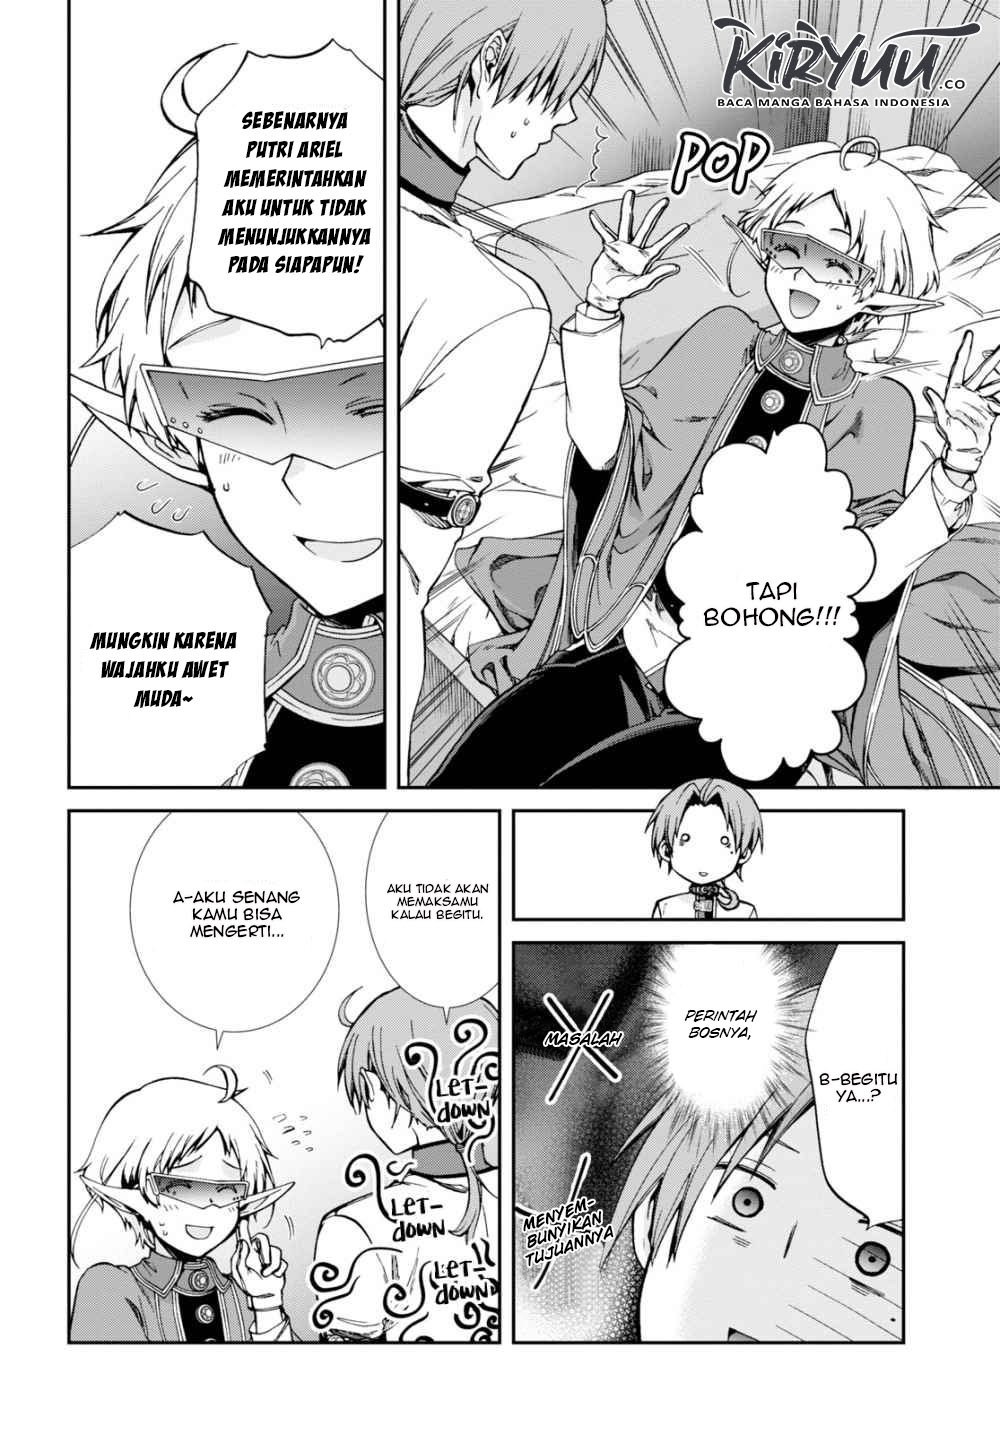 KIRYUU.CO
BACA MANGA BAHASA INDONESIA
POP
TAPI
BOHONG!!!
SEBENARNYA
PUTRI ARIEL
MEMERINTAHKAN
AKU UNTUK TIDAK
MENUNJUKKANNYA
PADA SIAPAPUN!
MUNGKIN KARENA
WAJAHKU AWET
MUDA~
B-BEGITU
YA...?
PERINTAH
BOSNYA,
MASALAH
MENYEM-
BUNYIKAN
TUJUANNYA
AKU TIDAK AKAN
MEMAKSAMU
KALAU BEGITU.
A-AKU SENANG
KAMU BISA
MENGERTI...
LET-
DOWN
LET-
DOWN
LET-
DOWN